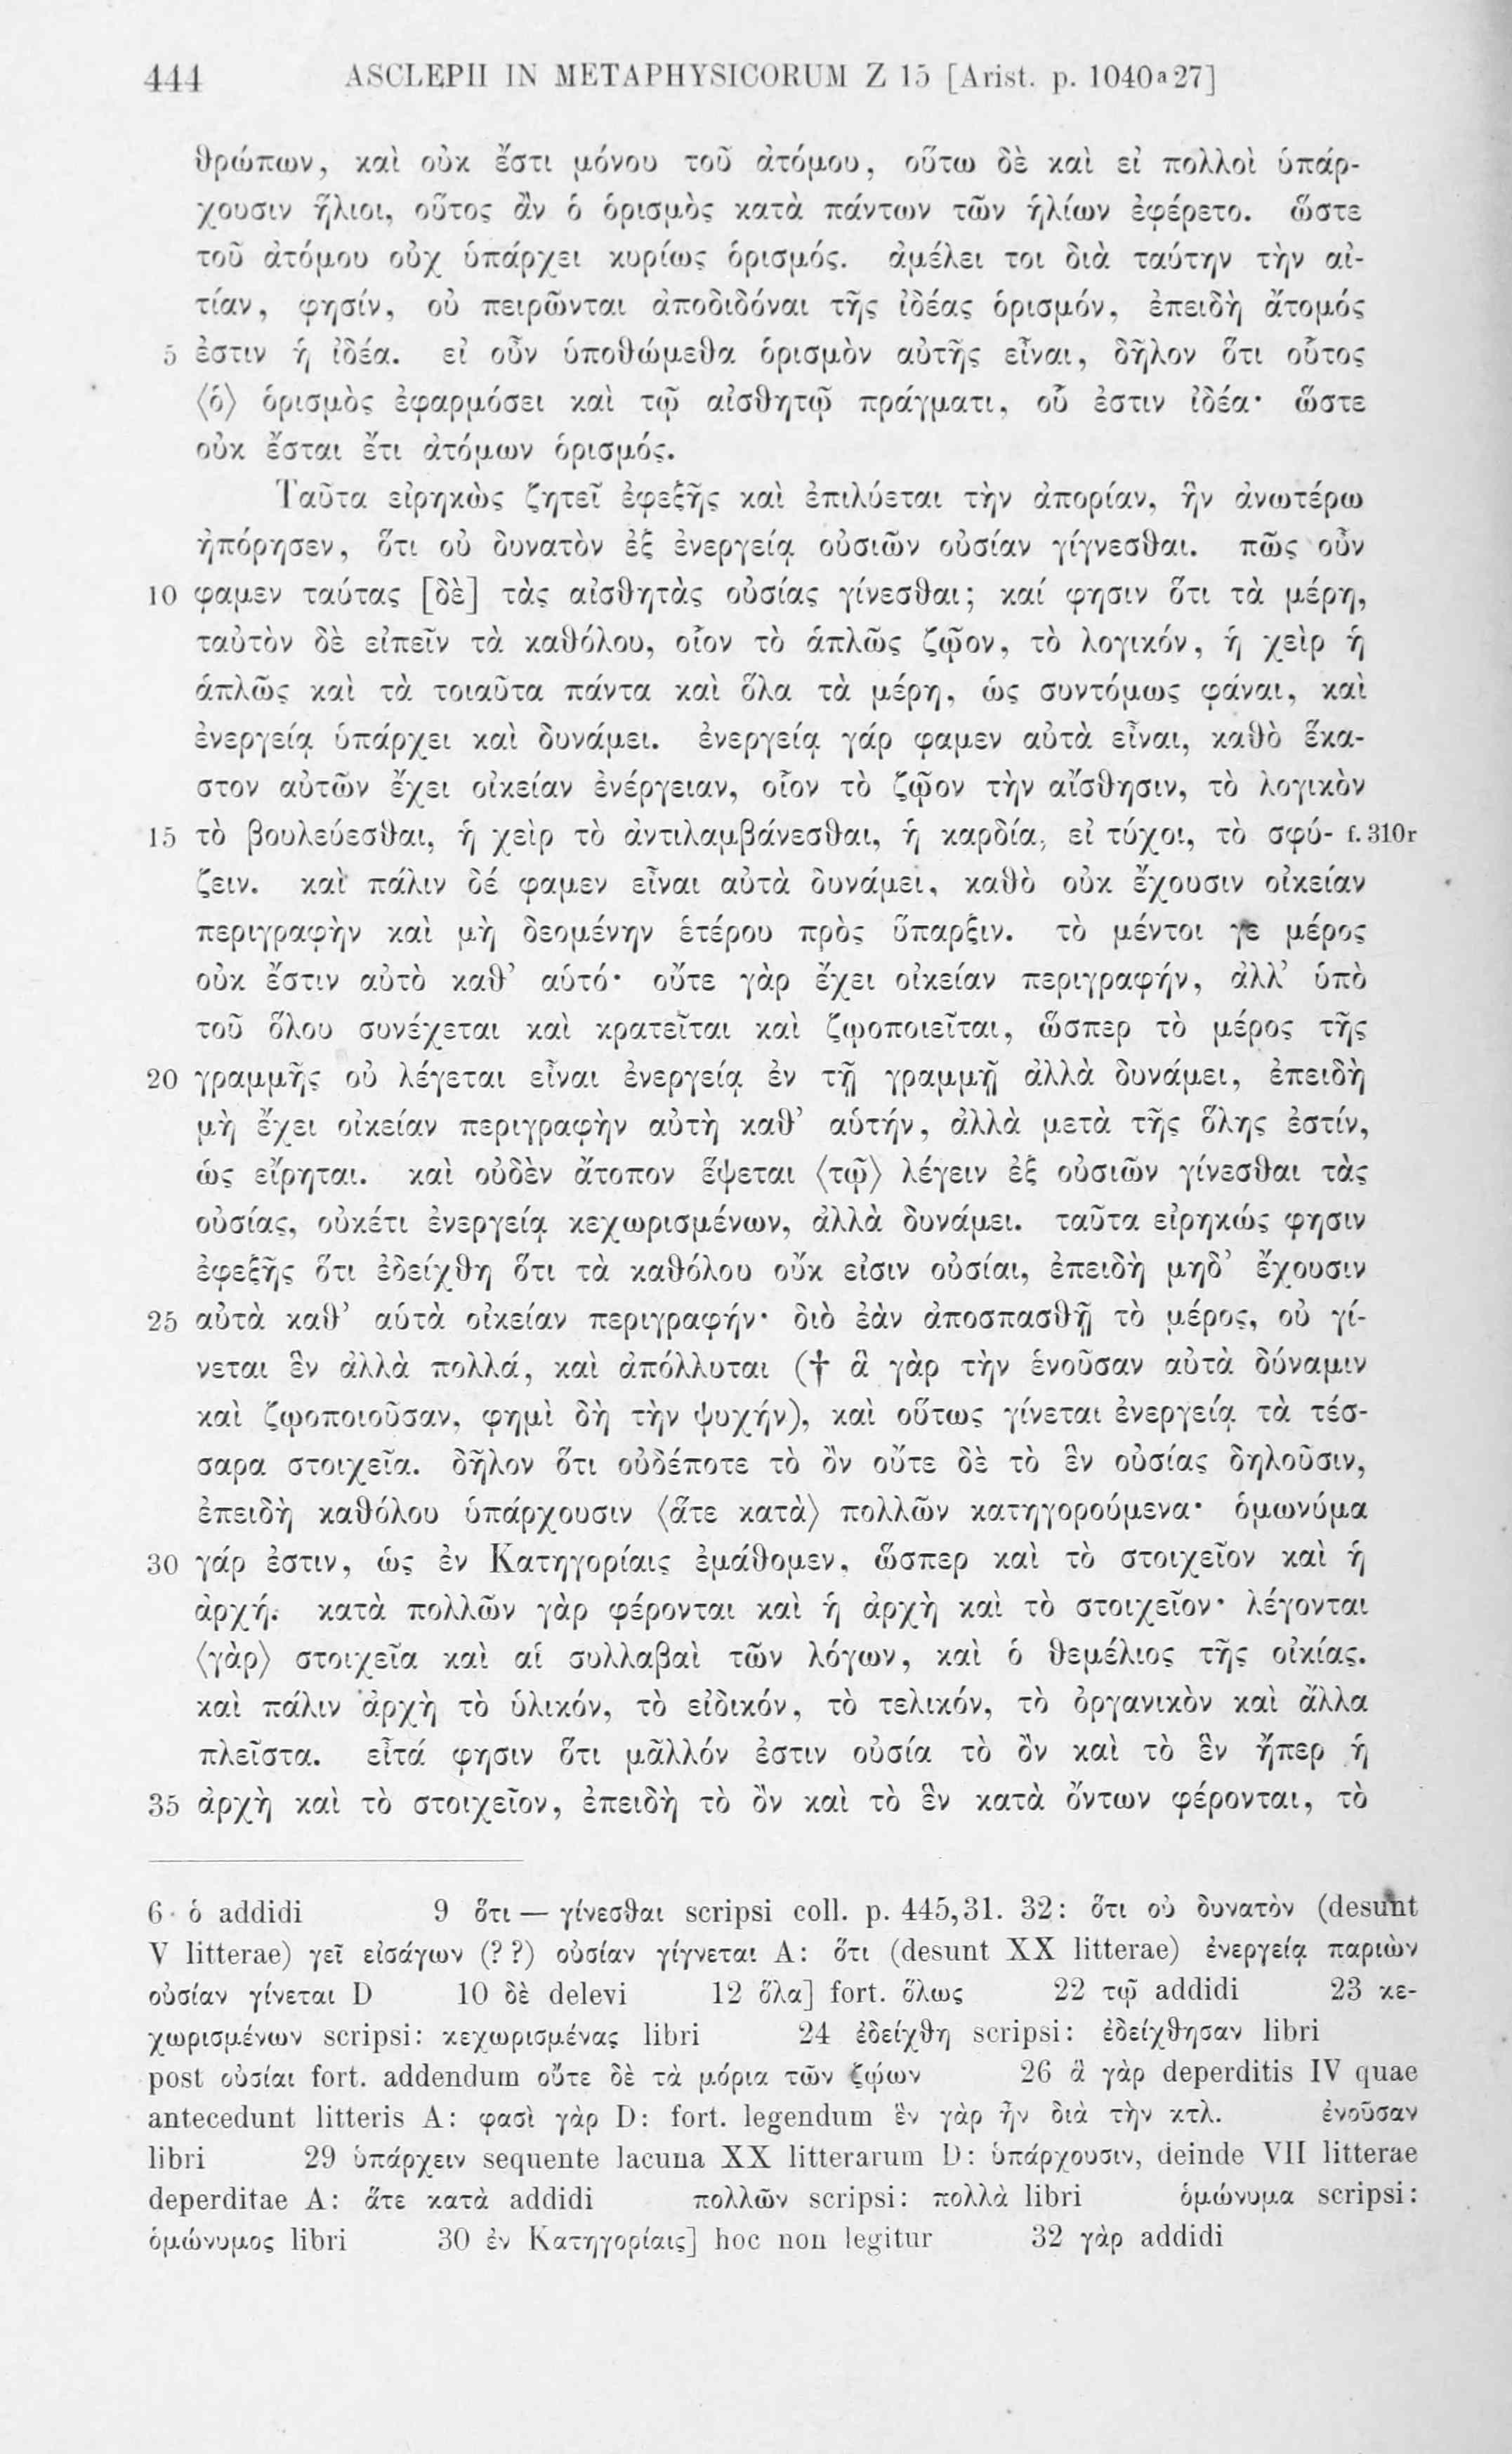 444 ASCLEPII IN METAPHYSICORUM Z 15 [Arist. p. 1040ª27]
θρώπων, καὶ οὐκ ἔστι μόνου τοῦ ἀτόμου, οὕτω δὲ καὶ εἰ πολλοὶ ὑπάρ-
χουσιν ἥλιοι, οὗτος ἂν ὁ ὁρισμὸς κατὰ πάντων τῶν ἡλίων ἐφέρετο. ὥστε
τοῦ ἀτόμου οὐχ ὑπάρχει κυρίως ὁρισμός. ἀμέλει τοι διὰ ταύτην τὴν αἰ-
τίαν, φησίν, οὐ πειρῶνται ἀποδιδόναι τῆς ἰδέας ὁρισμόν, ἐπειδὴ ἄτομός
5 ἐστιν ἡ ἰδέα. εἰ οὖν ὑποθώμεθα ὁρισμὸν αὐτῆς εἶναι, δῆλον ὅτι οὗτος
⟨ὁ⟩ ὁρισμὸς ἐφαρμόσει καὶ τῷ αἰσθητῷ πράγματι, οὗ ἐστιν ἰδέα· ὥστε
οὐκ ἔσται ἔτι ἀτόμων ὁρισμός.
Ταῦτα εἰρηκὼς ζητεῖ ἐφεξῆς καὶ ἐπιλύεται τὴν ἀπορίαν, ἣν ἀνωτέρω
ἠπόρησεν, ὅτι οὐ δυνατὸν ἐξ ἐνεργείᾳ οὐσιῶν οὐσίαν γίγνεσθαι. πῶς οὖν
10 φαμεν ταύτας [δὲ] τὰς αἰσθητὰς οὐσίας γίνεσθαι; καί φησιν ὅτι τὰ μέρη,
ταὐτὸν δὲ εἰπεῖν τὰ καθόλου, οἷον τὸ ἁπλῶς ζῷον, τὸ λογικόν, ἡ χεὶρ ἡ
ἁπλῶς καὶ τὰ τοιαῦτα πάντα καὶ ὅλα τὰ μέρη, ὡς συντόμως φάναι, καὶ
ἐνεργείᾳ ὑπάρχει καὶ δυνάμει. ἐνεργείᾳ γάρ φαμεν αὐτὰ εἶναι, καθὸ ἕκα-
στον αὐτῶν ἔχει οἰκείαν ἐνέργειαν, οἷον τὸ ζῷον τὴν αἴσθησιν, τὸ λογικὸν
15 τὸ βουλεύεσθαι, ἡ χεὶρ τὸ ἀντιλαμβάνεσθαι, ἡ καρδία, εἰ τύχοι, τὸ σφύ- f. 310r
ζειν. καὶ πάλιν δέ φαμεν εἶναι αὐτὰ δυνάμει, καθὸ οὐκ ἔχουσιν οἰκείαν
περιγραφὴν καὶ μὴ δεομένην ἑτέρου πρὸς ὕπαρξιν. τὸ μέντοι γε μέρος
οὐκ ἔστιν αὐτὸ καθ’ αὑτό· οὔτε γὰρ ἔχει οἰκείαν περιγραφήν, ἀλλ’ ὑπὸ
τοῦ ὅλου συνέχεται καὶ κρατεῖται καὶ ζῳοποιεῖται, ὥσπερ τὸ μέρος τῆς
20 γραμμῆς οὐ λέγεται εἶναι ἐνεργείᾳ ἐν τῇ γραμμῇ ἀλλὰ δυνάμει, ἐπειδὴ
μὴ ἔχει οἰκείαν περιγραφὴν αὐτὴ καθ’ αὑτήν, ἀλλὰ μετὰ τῆς ὅλης ἐστίν,
ὡς εἴρηται. καὶ οὐδὲν ἄτοπον ἕψεται ⟨τῷ⟩ λέγειν ἐξ οὐσιῶν γίνεσθαι τὰς
οὐσίας, οὐκέτι ἐνεργείᾳ κεχωρισμένων, ἀλλὰ δυνάμει. ταῦτα εἰρηκώς φησιν
ἐφεξῆς ὅτι ἐδείχθη ὅτι τὰ καθόλου οὔκ εἰσιν οὐσίαι, ἐπειδὴ μηδ’ ἔχουσιν
25 αὐτὰ καθ’ αὑτὰ οἰκείαν περιγραφήν· διὸ ἐὰν ἀποσπασθῇ τὸ μέρος, οὐ γί-
νεται ἓν ἀλλὰ πολλά, καὶ ἀπόλλυται († ἃ γὰρ τὴν ἑνοῦσαν αὐτὰ δύναμιν
καὶ ζῳοποιοῦσαν, φημὶ δὴ τὴν ψυχήν), καὶ οὕτως γίνεται ἐνεργείᾳ τὰ τέσ-
σαρα στοιχεῖα. δῆλον ὅτι οὐδέποτε τὸ ὂν οὔτε δὲ τὸ ἓν οὐσίας δηλοῦσιν,
ἐπειδὴ καθόλου ὑπάρχουσιν ⟨ἅτε κατὰ⟩ πολλῶν κατηγορούμενα· ὁμωνύμα
30 γάρ ἐστιν, ὡς ἐν Κατηγορίαις ἐμάθομεν, ὥσπερ καὶ τὸ στοιχεῖον καὶ ἡ
ἀρχή. κατὰ πολλῶν γὰρ φέρονται καὶ ἡ ἀρχὴ καὶ τὸ στοιχεῖον· λέγονται
⟨γὰρ⟩ στοιχεῖα καὶ αἱ συλλαβαὶ τῶν λόγων, καὶ ὁ θεμέλιος τῆς οἰκίας.
καὶ πάλιν ἀρχὴ τὸ ὑλικόν, τὸ εἰδικόν, τὸ τελικόν, τὸ ὀργανικὸν καὶ ἄλλα
πλεῖστα. εἶτά φησιν ὅτι μᾶλλόν ἐστιν οὐσία τὸ ὂν καὶ τὸ ἓν ἤπερ ἡ
35 ἀρχὴ καὶ τὸ στοιχεῖον, ἐπειδὴ τὸ ὂν καὶ τὸ ἓν κατὰ ὄντων φέρονται, τὸ
6 ὁ addidi 9 ὅτι — γίνεσθαι scripsi coll. p. 445,31. 32: ὅτι οὐ δυνατὸν (desunt
V litterae) γεῖ εἰσάγων (? ?) οὐσίαν γίγνεται A: ὅτι (desunt XX litterae) ἐνεργείᾳ παριὼν
οὐσίαν γίνεται D 10 δὲ delevi 12 ὅλα] fort. ὅλως 22 τῷ addidi 23 κε-
χωρισμένων scripsi: κεχωρισμένας libri 24 ἐδείχθη scripsi: ἐδείχθησαν libri
post οὐσίαι fort. addendum οὔτε δὲ τὰ μόρια τῶν ζῴων 26 ἃ γὰρ deperditis IV quae
antecedunt litteris A: φασὶ γὰρ D: fort. legendum ἓν γὰρ ἦν διὰ τὴν κτλ. ἐνοῦσαν
libri 29 ὑπάρχειν sequente lacuna XX litterarum D: ὑπάρχουσιν, deinde VII litterae
deperditae A: ἅτε κατὰ addidi πολλῶν scripsi: πολλὰ libri ὁμώνυμα scripsi:
ὁμώνυμος libri 30 ἐν Κατηγορίαις] hoc non legitur 32 γὰρ addidi